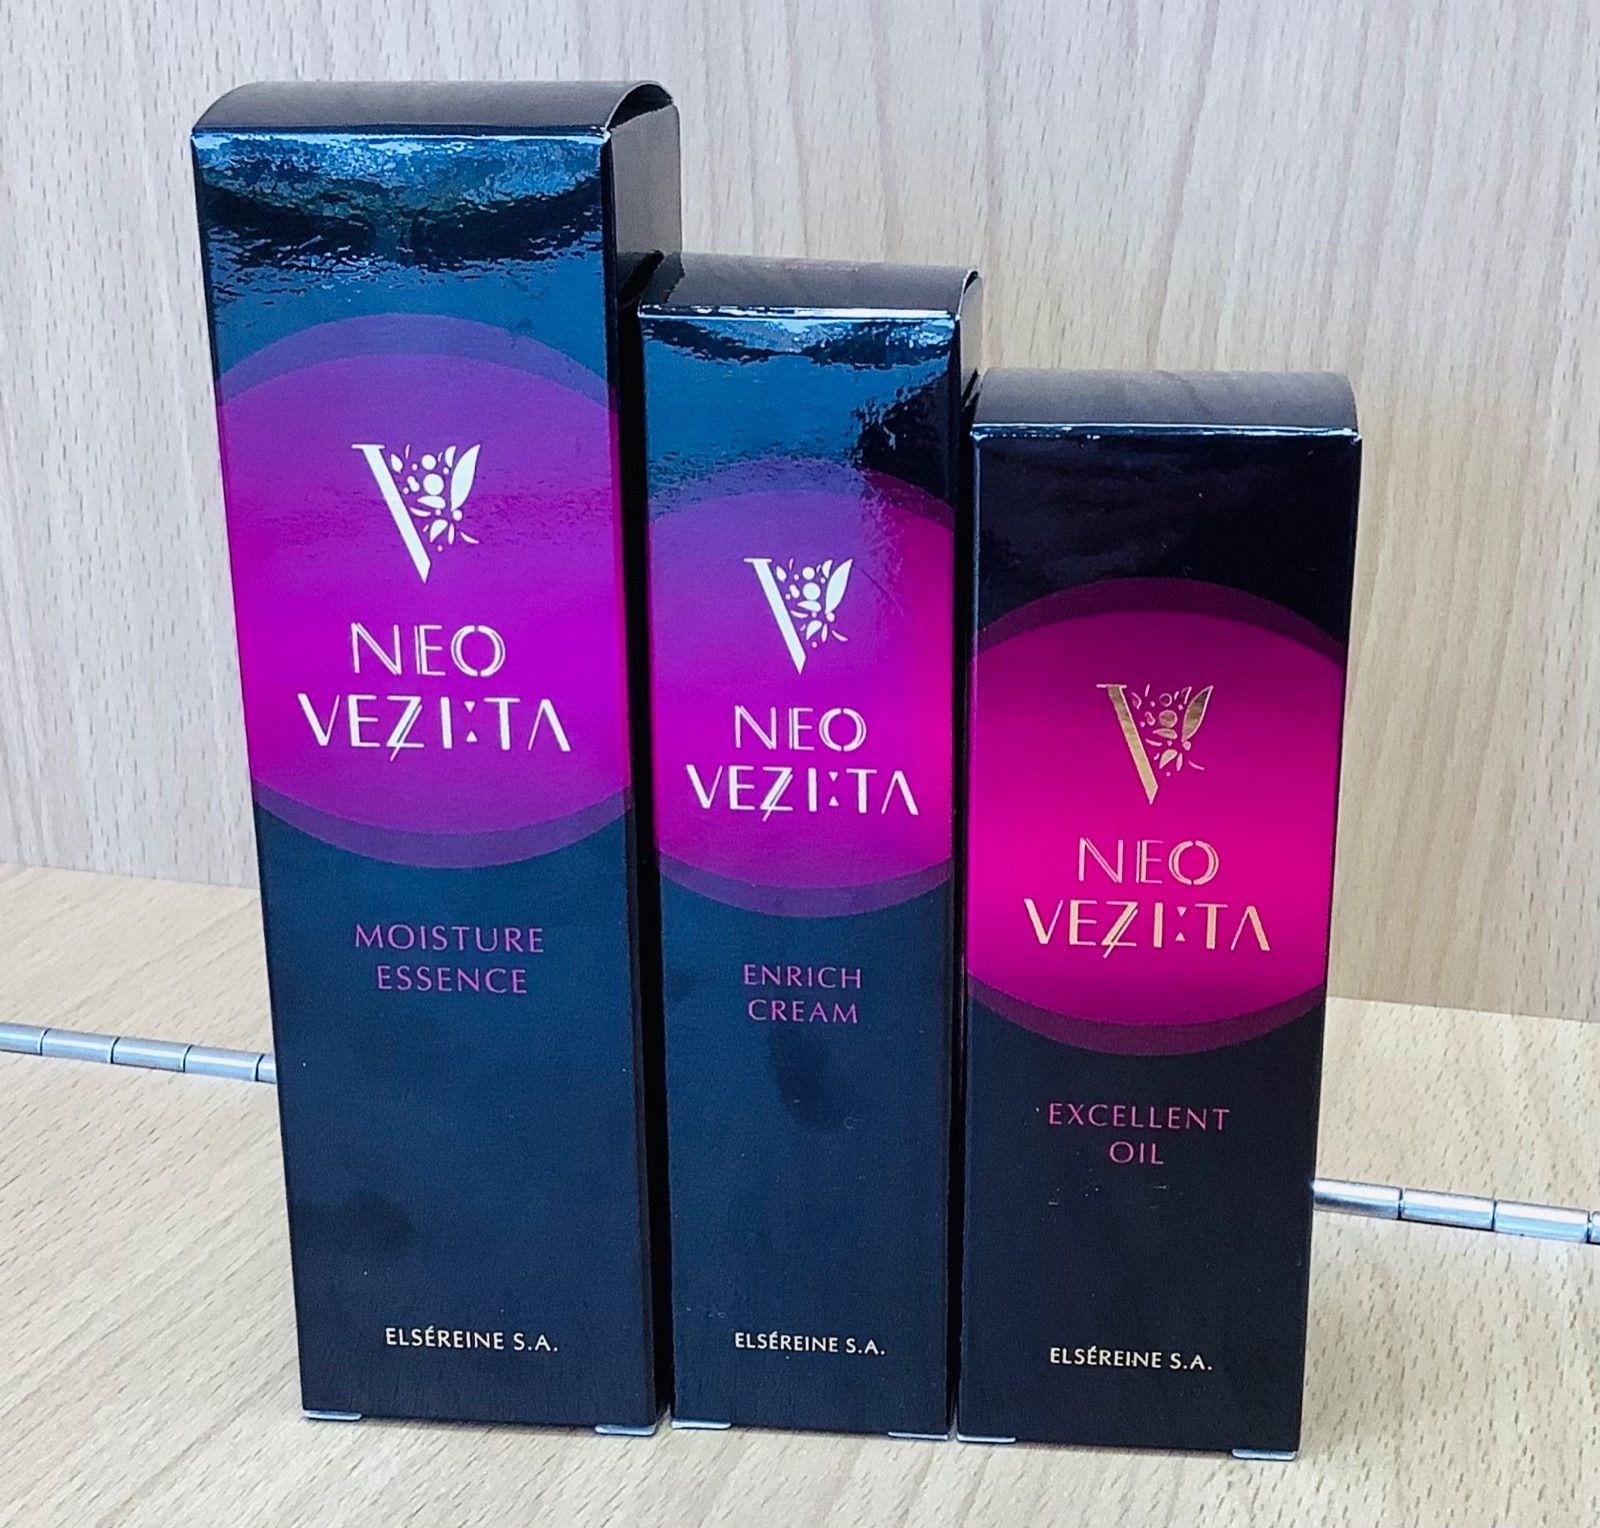 NEO
VEZI:TA
MOISTURE
ESSENCE
ELSÉREINE S.A.
NEO
VEZI:TA
ENRICH
CREAM
ELSÉREINE S.A.
NEO
VEZI:TA
EXCELLENT
OIL
ELSÉREINE S.A.